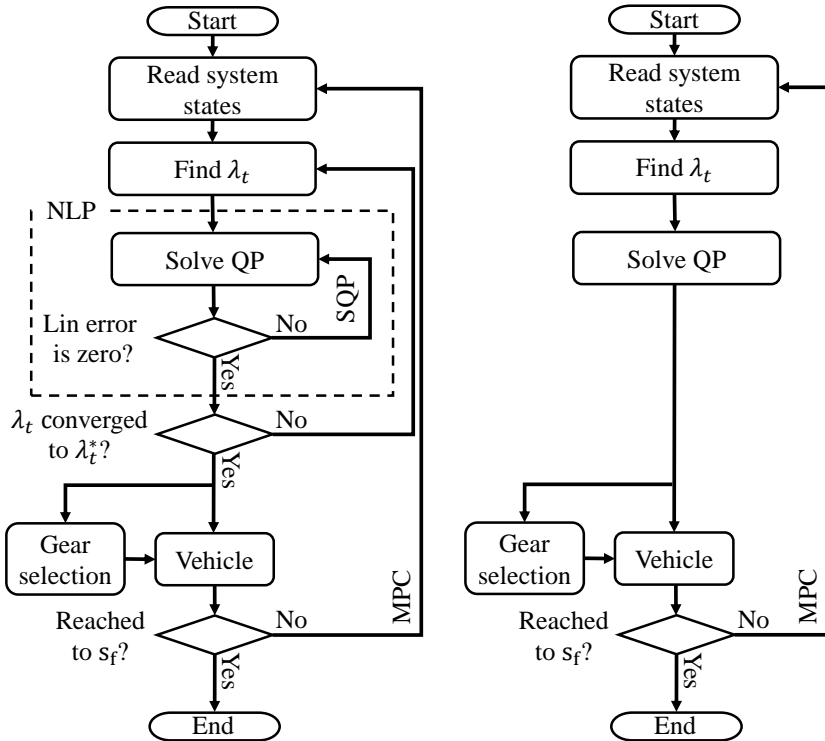 Start
Read system
states
Find λ_t
NLP
Solve QP
SQP
Lin error
is zero?
No
Yes
λ_t converged
to λ_t^*?
No
Yes
Gear
selection
Vehicle
MPC
Reached
to s_f?
No
Yes
End
Start
Read system
states
Find λ_t
Solve QP
Gear
selection
Vehicle
MPC
Reached
to s_f?
No
Yes
End